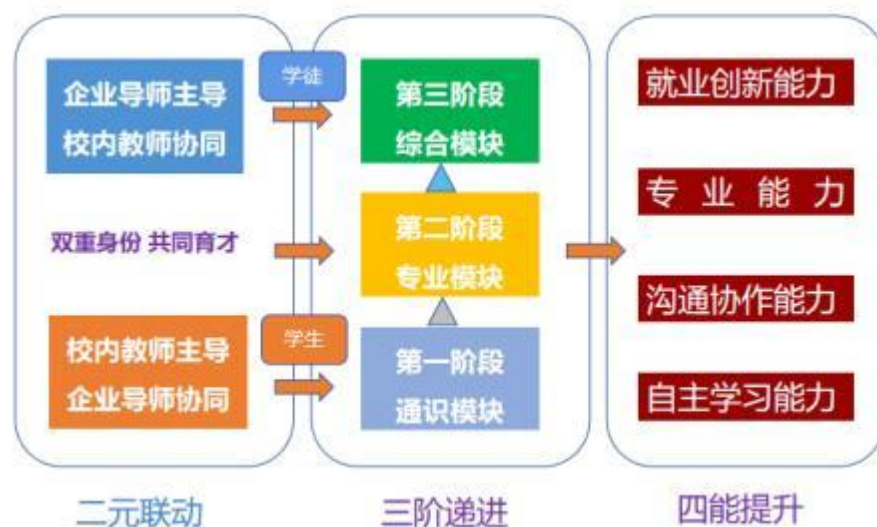 企业导师主导
校内教师协同
双重身份 共同育才
校内教师主导
企业导师协同
学徒
学生
第三阶段
综合模块
第二阶段
专业模块
第一阶段
通识模块
就业创新能力
专 业 能 力
沟通协作能力
自主学习能力
二元联动
三阶递进
四能提升